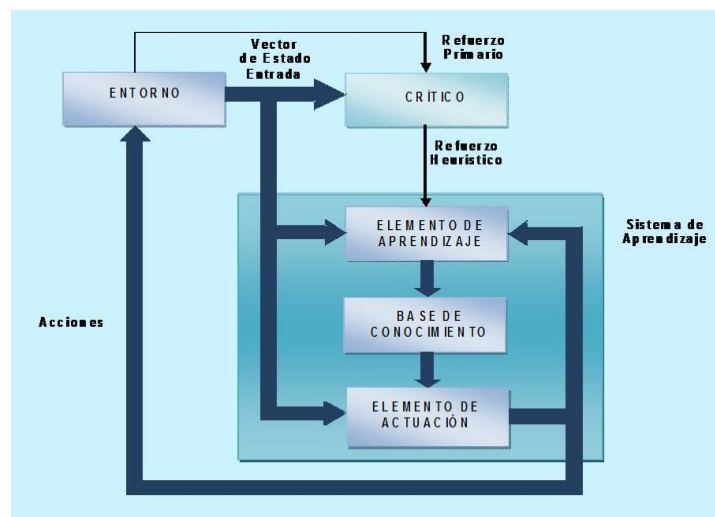 Refuerzo
Primario
Vector
de Estado
Entrada
ENTORNO
CRÍTICO
Refuerzo
Heurístico
ELEMENTO DE
APRENDIZAJE
Sistema de
Aprendizaje
BASE DE
CONOCIMIENTO
Acciones
ELEMENTO DE
ACTUACIÓN